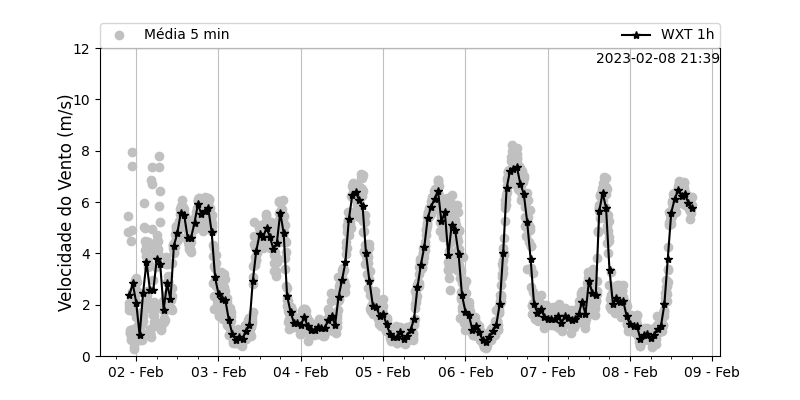 Média 5 min
WXT 1h
2023-02-08 21:39
Velocidade do Vento (m/s)
12
10
8
6
4
2
0
02 - Feb
03 - Feb
04 - Feb
05 - Feb
06 - Feb
07 - Feb
08 - Feb
09 - Feb